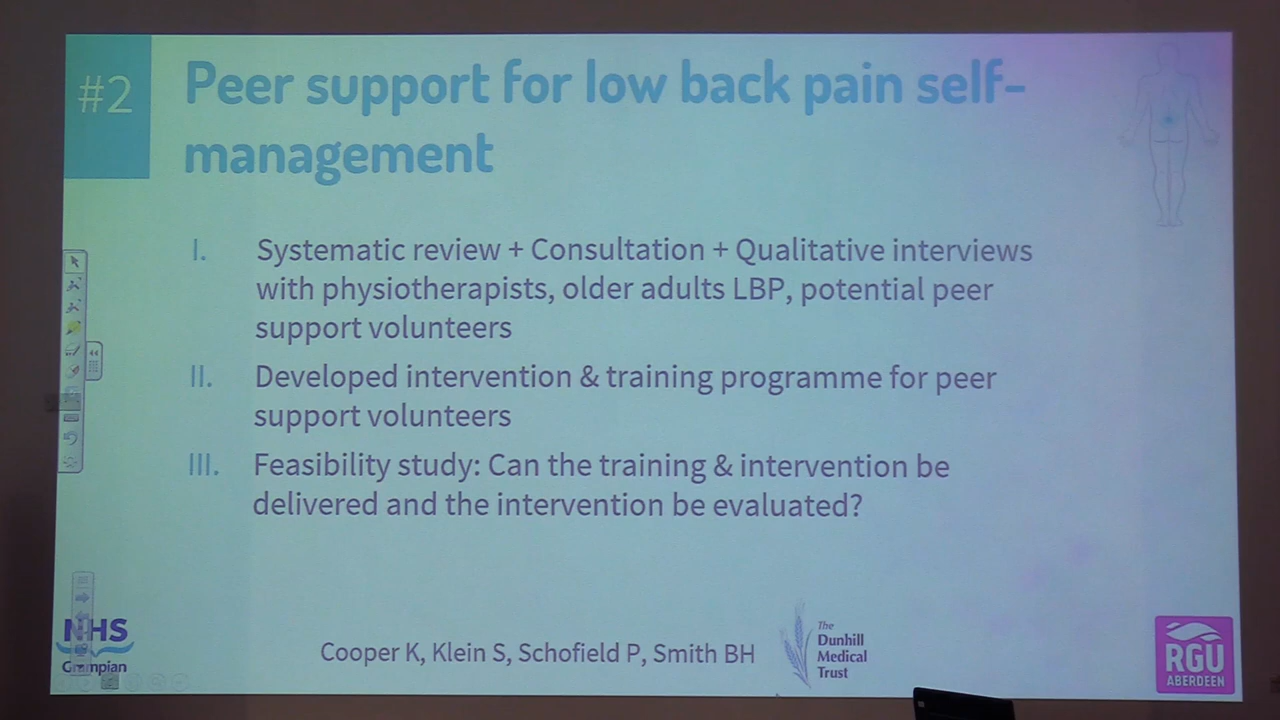 #2
Peer support for low back pain self-
management
I. Systematic review + Consultation + Qualitative interviews
with physiotherapists, older adults LBP, potential peer
support volunteers
II. Developed intervention & training programme for peer
support volunteers
III. Feasibility study: Can the training & intervention be
delivered and the intervention be evaluated?
NHS
Grampian
Cooper K, Klein S, Schofield P, Smith BH
The
Dunhill
Medical
Trust
RGU
ABERDEEN